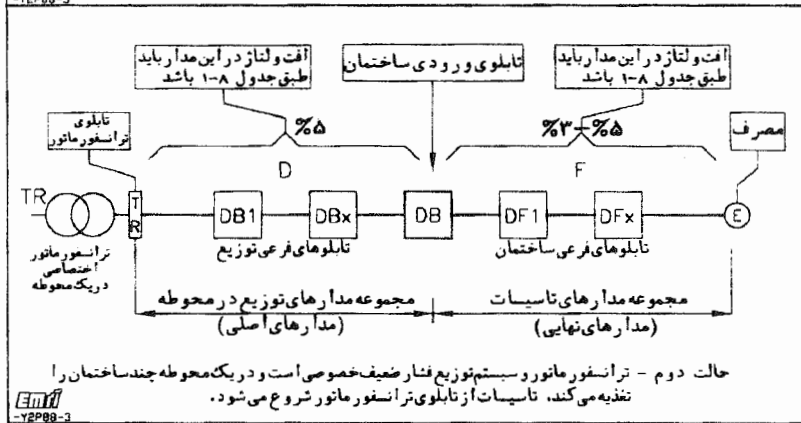 افت ولتاژ در این مدار باید
طبق جدول ۸-۱ باشد
تابلوی ورودی ساختمان
افت ولتاژ در این مدار باید
طبق جدول ۸-۱ باشد
تابلوی
ترانسفورماتور
%۵
%۳-%۵
مصرف
D
F
TR
T
R
DB1
DBx
DB
DF1
DFx
E
ترانسفورماتور
اختصاصی
در یک محوطه
تابلوهای فرعی توزیع
تابلوهای فرعی ساختمان
مجموعه مدارهای توزیع در محوطه
(مدارهای اصلی)
مجموعه مدارهای تاسیسات
(مدارهای نهایی)
حالت دوم - ترانسفورماتور و سیستم توزیع فشار ضعیف خصوصی است و در یک محوطه چند ساختمان را
تغذیه می‌کند. تاسیسات از تابلوی ترانسفورماتور شروع می‌شود.
-Y2P88-3